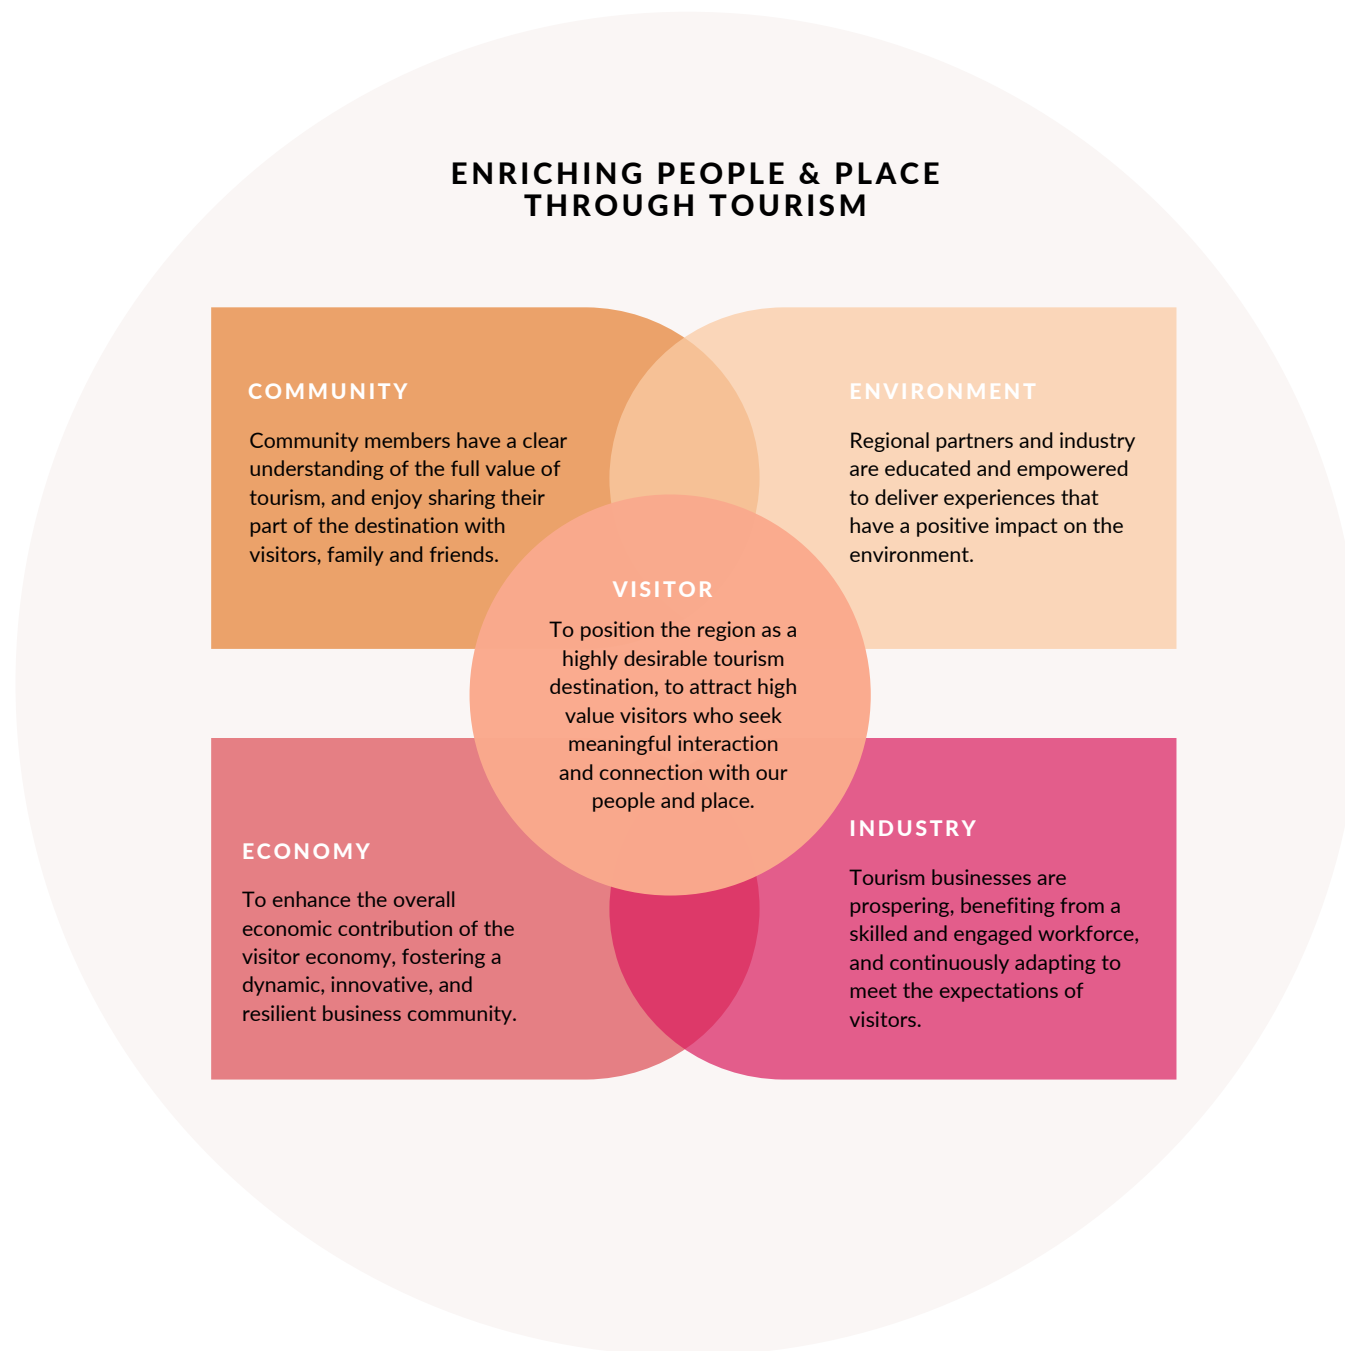 ENRICHING PEOPLE & PLACE
THROUGH TOURISM
COMMUNITY
Community members have a clear
understanding of the full value of
tourism, and enjoy sharing their
part of the destination with
visitors, family and friends.
ENVIRONMENT
Regional partners and industry
are educated and empowered
to deliver experiences that
have a positive impact on the
environment.
VISITOR
To position the region as a
highly desirable tourism
destination, to attract high
value visitors who seek
meaningful interaction
and connection with our
people and place.
ECONOMY
To enhance the overall
economic contribution of the
visitor economy, fostering a
dynamic, innovative, and
resilient business community.
INDUSTRY
Tourism businesses are
prospering, benefiting from a
skilled and engaged workforce,
and continuously adapting to
meet the expectations of
visitors.